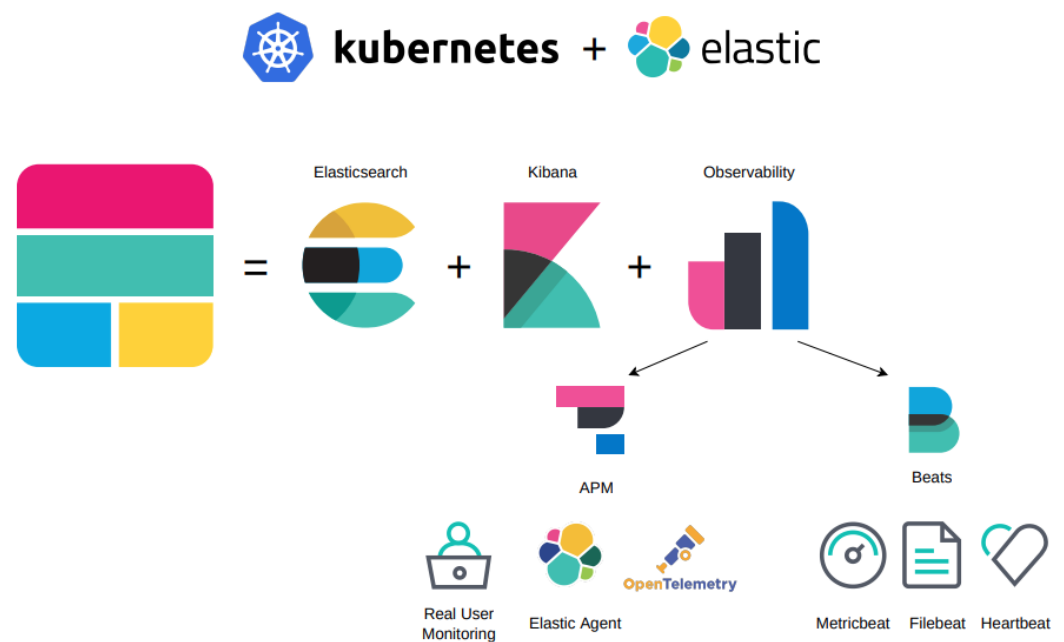 kubernetes + elastic
Elasticsearch
Kibana
Observability
= + +
APM
Beats
Real User
Monitoring
Elastic Agent
OpenTelemetry
Metricbeat
Filebeat
Heartbeat